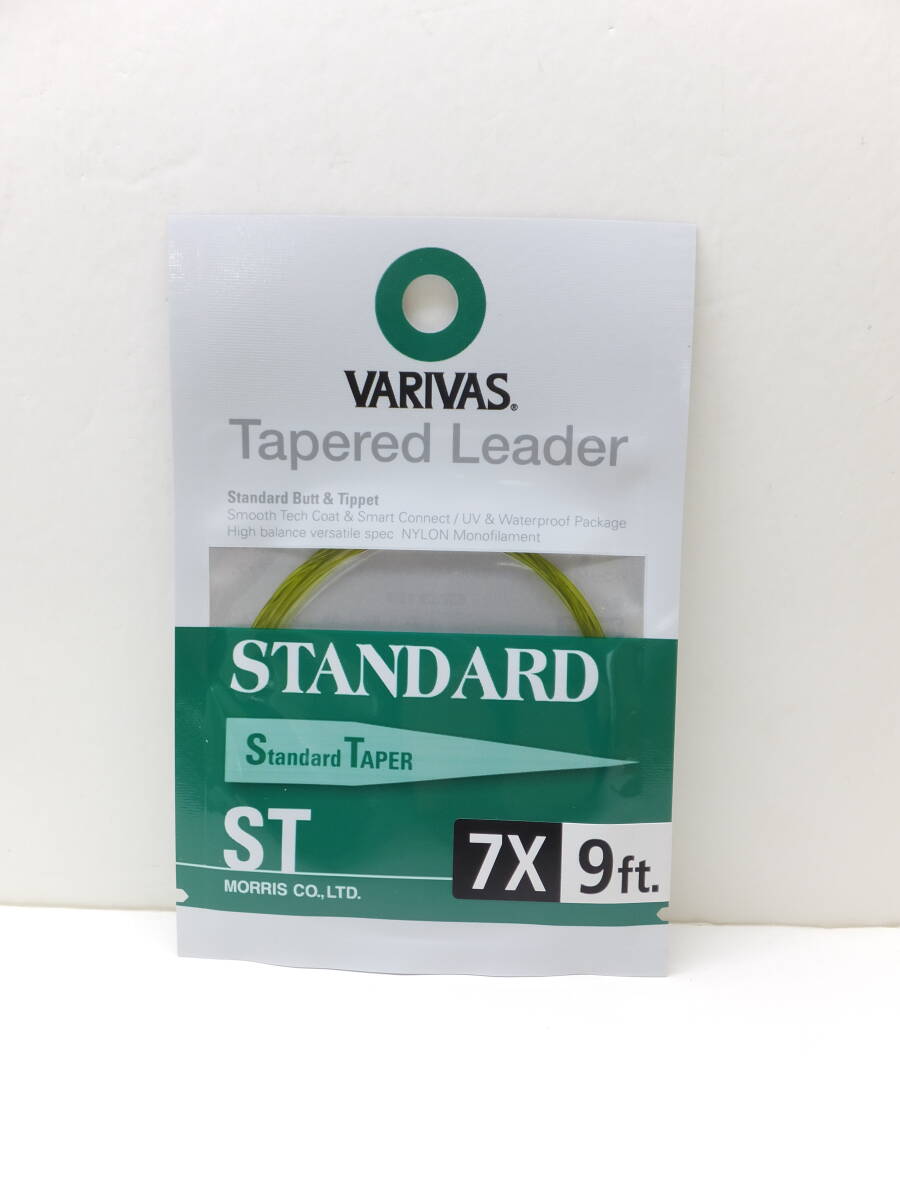 VARIVAS®
Tapered Leader
Standard Butt & Tippet
Smooth Tech Coat & Smart Connect / UV & Waterproof Package
High balance versatile spec NYLON Monofilament
STANDARD
Standard TAPER
ST
7X 9ft.
MORRIS CO.,LTD.